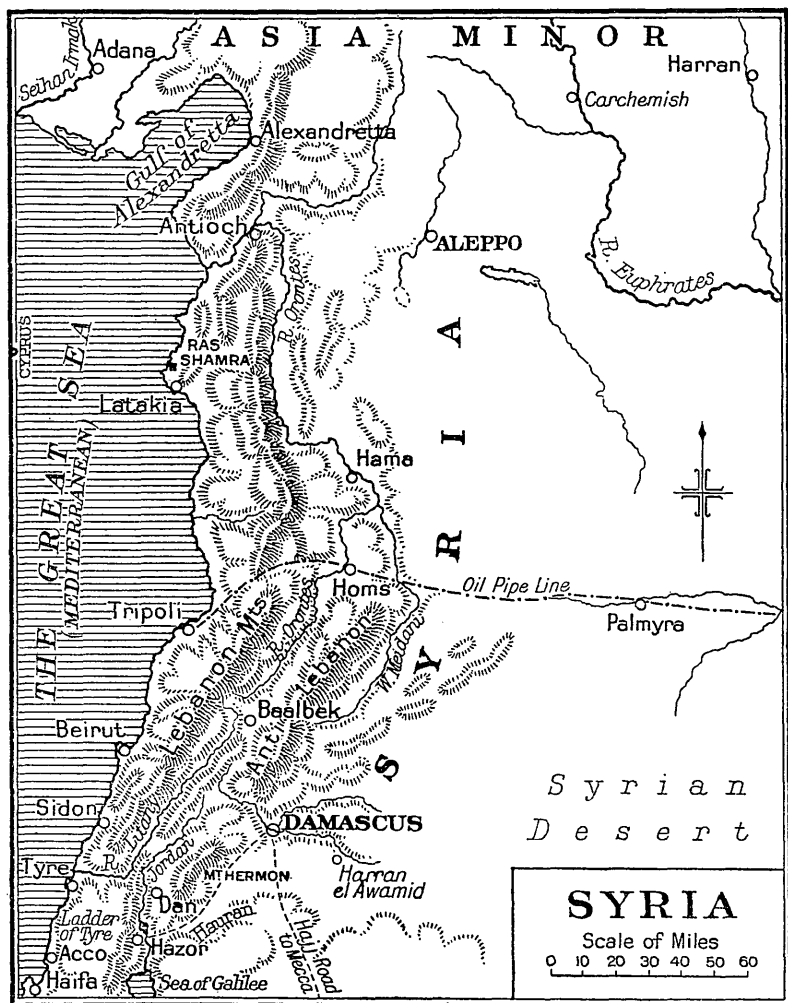 ASIA MINOR
Seihan Irmak
Adana
Harran
Carchemish
Alexandretta
Gulf of
Alexandretta
Antioch
ALEPPO
R. Euphrates
R. Orontes
CYPRUS
RAS
SHAMRA
Latakia
THE GREAT SEA
(MEDITERRANEAN)
Hama
SYRIA
Homs
Oil Pipe Line
Palmyra
Tripoli
Lebanon Mts
R. Orontes
Anti Lebanon
W. Meidani
Baalbek
Beirut
Syrian
Desert
Sidon
R. Litany
DAMASCUS
Tyre
Jordan
MT HERMON
Harran
el Awamid
Dan
Ladder
of Tyre
Hauran
Hajj-Road
to Mecca
Hazor
Acco
Haifa
Sea of Galilee
SYRIA
Scale of Miles
0 10 20 30 40 50 60